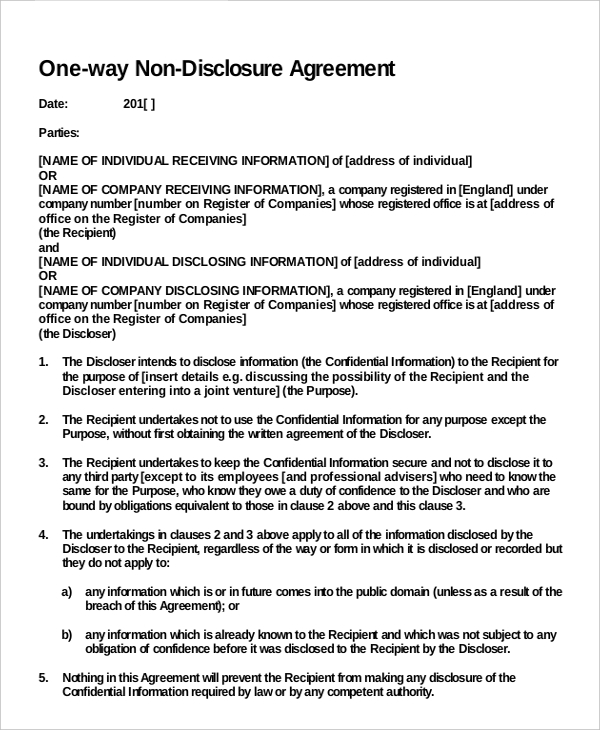 One-way Non-Disclosure Agreement
Date: 201[ ]
Parties:
[NAME OF INDIVIDUAL RECEIVING INFORMATION] of [address of individual]
OR
[NAME OF COMPANY RECEIVING INFORMATION], a company registered in [England] under
company number [number on Register of Companies] whose registered office is at [address of
office on the Register of Companies]
(the Recipient)
and
[NAME OF INDIVIDUAL DISCLOSING INFORMATION] of [address of individual]
OR
[NAME OF COMPANY DISCLOSING INFORMATION], a company registered in [England] under
company number [number on Register of Companies] whose registered office is at [address of
office on the Register of Companies]
(the Discloser)
1. The Discloser intends to disclose information (the Confidential Information) to the Recipient for
the purpose of [insert details e.g. discussing the possibility of the Recipient and the
Discloser entering into a joint venture] (the Purpose).
2. The Recipient undertakes not to use the Confidential Information for any purpose except the
Purpose, without first obtaining the written agreement of the Discloser.
3. The Recipient undertakes to keep the Confidential Information secure and not to disclose it to
any third party [except to its employees [and professional advisers] who need to know the
same for the Purpose, who know they owe a duty of confidence to the Discloser and who are
bound by obligations equivalent to those in clause 2 above and this clause 3.
4. The undertakings in clauses 2 and 3 above apply to all of the information disclosed by the
Discloser to the Recipient, regardless of the way or form in which it is disclosed or recorded but
they do not apply to:
a) any information which is or in future comes into the public domain (unless as a result of the
breach of this Agreement); or
b) any information which is already known to the Recipient and which was not subject to any
obligation of confidence before it was disclosed to the Recipient by the Discloser.
5. Nothing in this Agreement will prevent the Recipient from making any disclosure of the
Confidential Information required by law or by any competent authority.